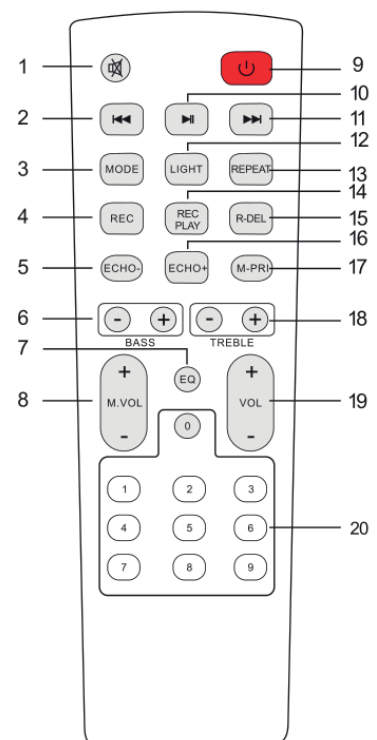 1 9
10
2 11
12
3 MODE LIGHT REPEAT 13
14
4 REC REC PLAY R-DEL 15
16
5 ECHO- ECHO+ M-PRI 17
6 - + - + 18
BASS TREBLE
7
EQ
+ +
8 M.VOL VOL 19
- -
0
1 2 3
4 5 6 20
7 8 9